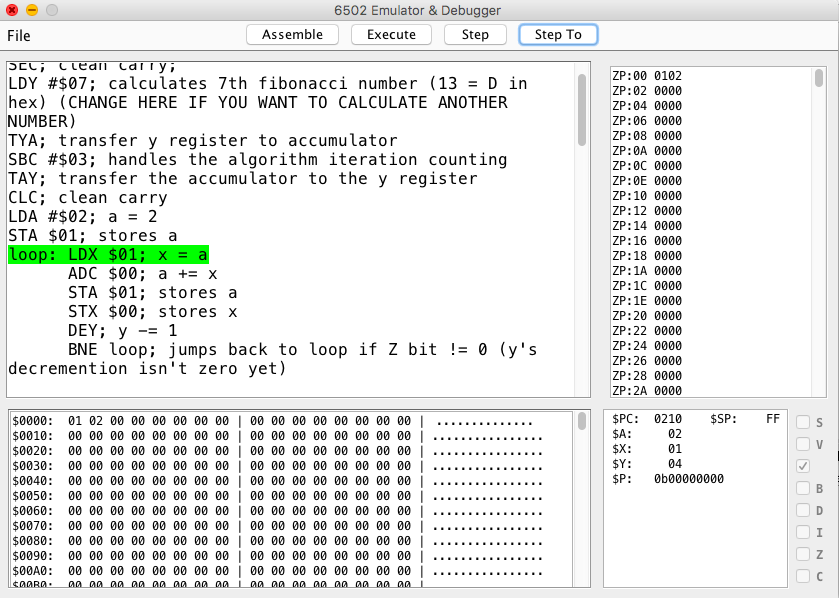 6502 Emulator & Debugger
File Assemble Execute Step Step To
SEC; clean carry;
LDY #$07; calculates 7th fibonacci number (13 = D in
hex) (CHANGE HERE IF YOU WANT TO CALCULATE ANOTHER
NUMBER)
TYA; transfer y register to accumulator
SBC #$03; handles the algorithm iteration counting
TAY; transfer the accumulator to the y register
CLC; clean carry
LDA #$02; a = 2
STA $01; stores a
loop: LDX $01; x = a
ADC $00; a += x
STA $01; stores a
STX $00; stores x
DEY; y -= 1
BNE loop; jumps back to loop if Z bit != 0 (y's
decremention isn't zero yet)
ZP:00 0102
ZP:02 0000
ZP:04 0000
ZP:06 0000
ZP:08 0000
ZP:0A 0000
ZP:0C 0000
ZP:0E 0000
ZP:10 0000
ZP:12 0000
ZP:14 0000
ZP:16 0000
ZP:18 0000
ZP:1A 0000
ZP:1C 0000
ZP:1E 0000
ZP:20 0000
ZP:22 0000
ZP:24 0000
ZP:26 0000
ZP:28 0000
ZP:2A 0000
$0000: 01 02 00 00 00 00 00 00 | 00 00 00 00 00 00 00 00 | ..............
$0010: 00 00 00 00 00 00 00 00 | 00 00 00 00 00 00 00 00 | ................
$0020: 00 00 00 00 00 00 00 00 | 00 00 00 00 00 00 00 00 | ................
$0030: 00 00 00 00 00 00 00 00 | 00 00 00 00 00 00 00 00 | ................
$0040: 00 00 00 00 00 00 00 00 | 00 00 00 00 00 00 00 00 | ................
$0050: 00 00 00 00 00 00 00 00 | 00 00 00 00 00 00 00 00 | ................
$0060: 00 00 00 00 00 00 00 00 | 00 00 00 00 00 00 00 00 | ................
$0070: 00 00 00 00 00 00 00 00 | 00 00 00 00 00 00 00 00 | ................
$0080: 00 00 00 00 00 00 00 00 | 00 00 00 00 00 00 00 00 | ................
$0090: 00 00 00 00 00 00 00 00 | 00 00 00 00 00 00 00 00 | ................
$00A0: 00 00 00 00 00 00 00 00 | 00 00 00 00 00 00 00 00 | ................
$00B0: 00 00 00 00 00 00 00 00 | 00 00 00 00 00 00 00 00 |
$PC: 0210 $SP: FF
$A: 02
$X: 01
$Y: 04
$P: 0b00000000
S
V
B
D
I
Z
C